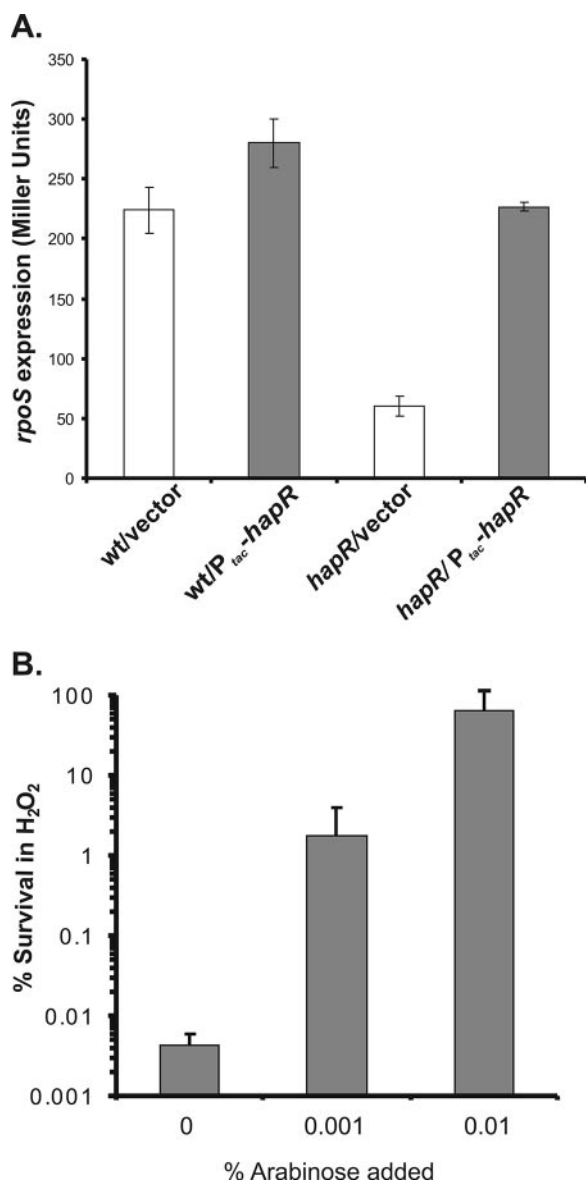 A.
rpoS expression (Miller Units)
350
300
250
200
150
100
50
0
wt/vector
wt/Ptac-hapR
hapR/vector
hapR/ Ptac-hapR
B.
% Survival in H2O2
100
10
1
0.1
0.01
0.001
0
0.001
0.01
% Arabinose added